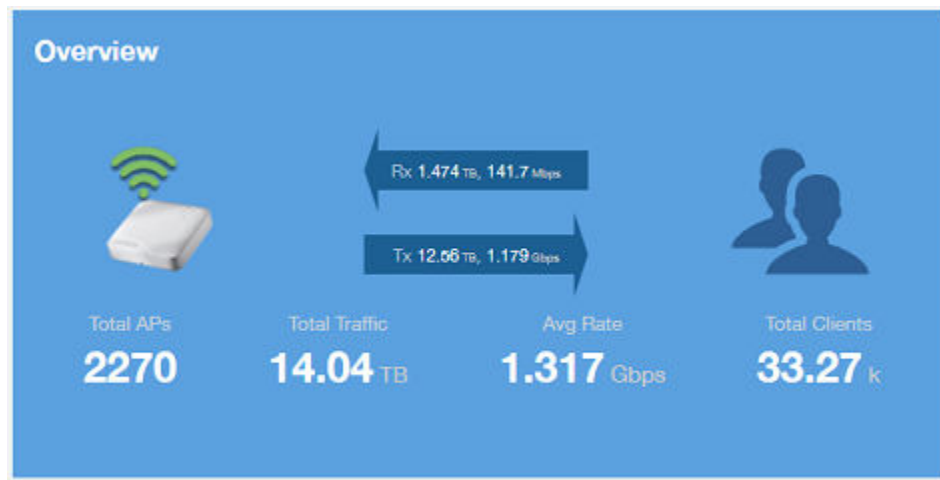 Overview
Rx 1.474 TB, 141.7 Mbps
Tx 12.56 TB, 1.179 Gbps
Total APs Total Traffic Avg Rate Total Clients
2270 14.04 TB 1.317 Gbps 33.27 k